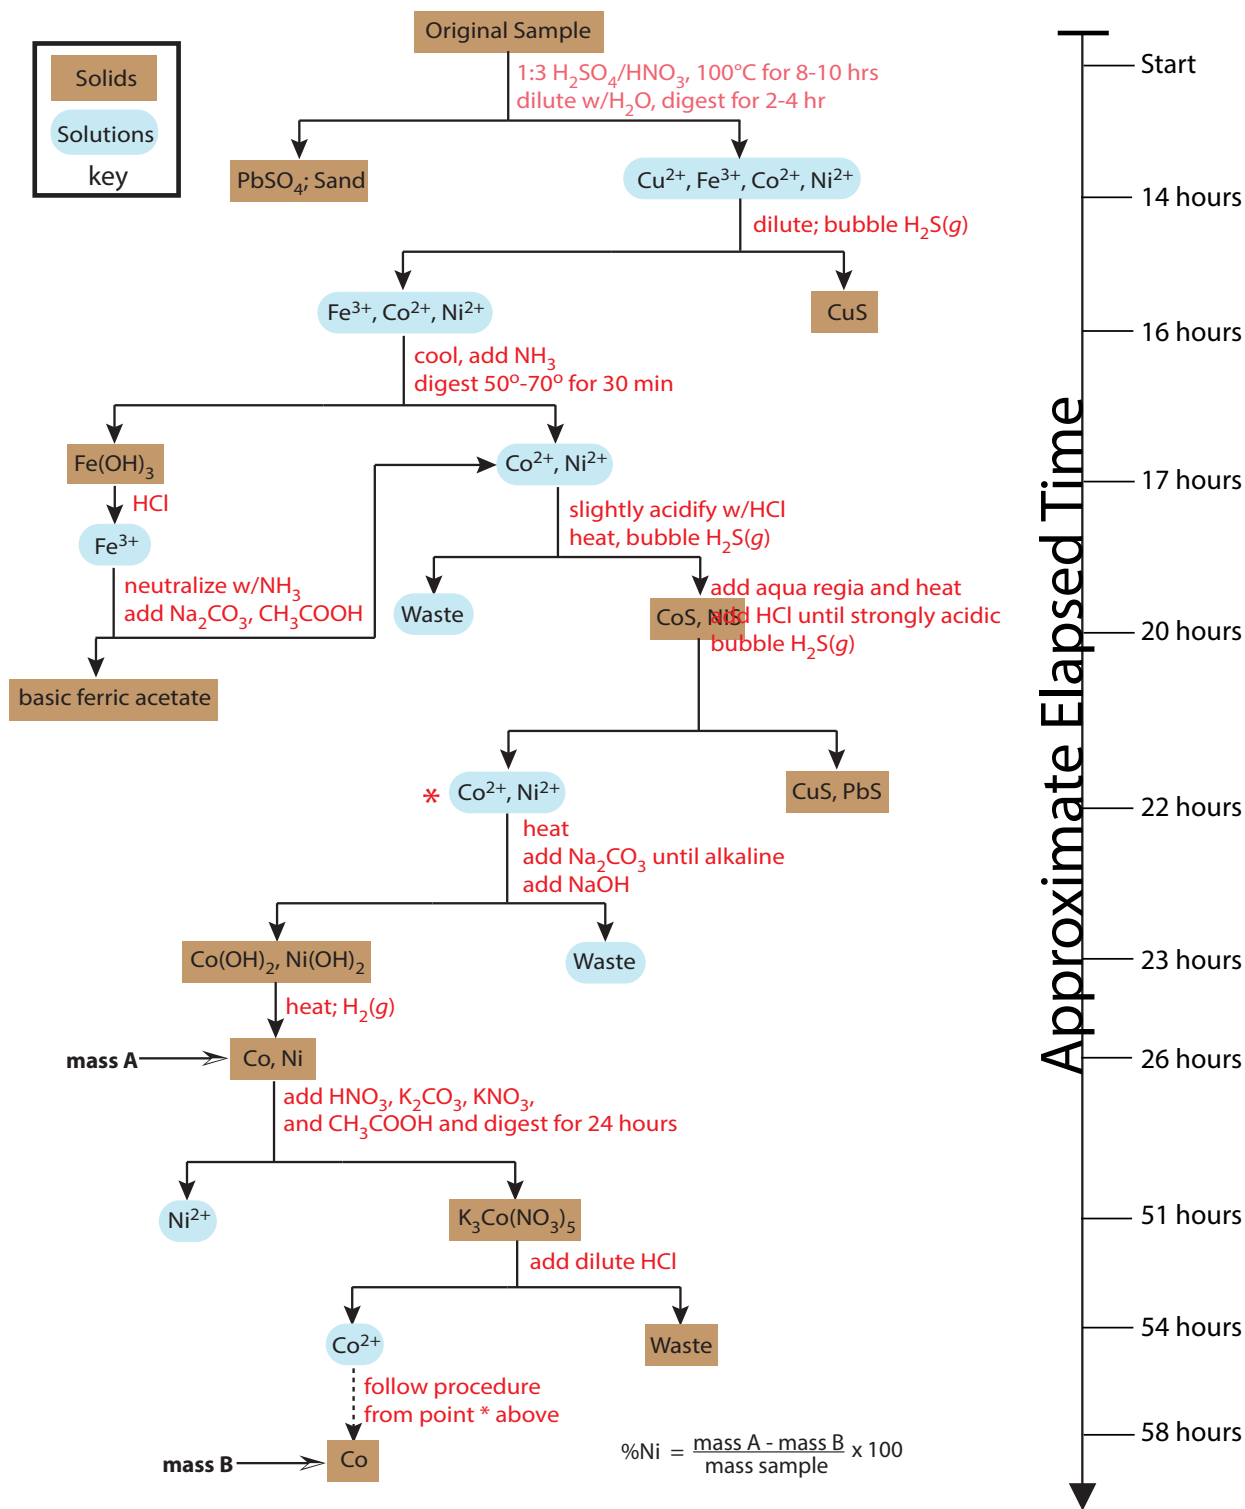 Original Sample
Solids
Solutions
key
1:3 H₂SO₄/HNO₃, 100°C for 8-10 hrs
dilute w/H₂O, digest for 2-4 hr
Start
PbSO₄; Sand
Cu²⁺, Fe³⁺, Co²⁺, Ni²⁺
14 hours
dilute; bubble H₂S(g)
Fe³⁺, Co²⁺, Ni²⁺
CuS
16 hours
cool, add NH₃
digest 50º-70º for 30 min
Fe(OH)₃
Co²⁺, Ni²⁺
17 hours
HCl
Fe³⁺
slightly acidify w/HCl
heat, bubble H₂S(g)
neutralize w/NH₃
add Na₂CO₃, CH₃COOH
Waste
CoS, NiS
add aqua regia and heat
add HCl until strongly acidic
bubble H₂S(g)
20 hours
basic ferric acetate
Approximate Elapsed Time
* Co²⁺, Ni²⁺
CuS, PbS
22 hours
heat
add Na₂CO₃ until alkaline
add NaOH
Co(OH)₂, Ni(OH)₂
Waste
23 hours
heat; H₂(g)
mass A
Co, Ni
26 hours
add HNO₃, K₂CO₃, KNO₃,
and CH₃COOH and digest for 24 hours
Ni²⁺
K₃Co(NO₃)₅
51 hours
add dilute HCl
Co²⁺
Waste
54 hours
follow procedure
from point * above
mass B
Co
%Ni = mass A - mass B / mass sample x 100
58 hours